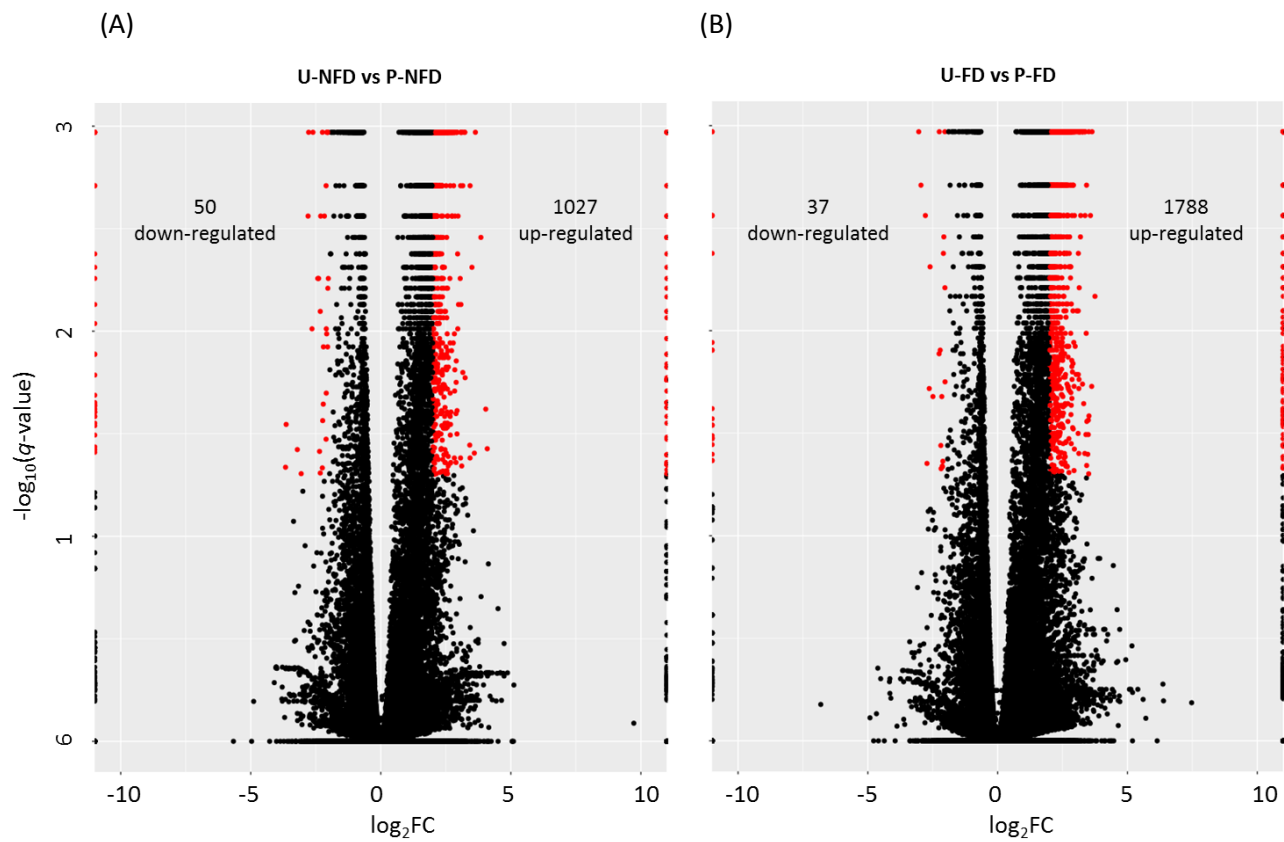 (A)
(B)
U-NFD vs P-NFD
U-FD vs P-FD
3
50
down-regulated
1027
up-regulated
37
down-regulated
1788
up-regulated
2
-log10(q-value)
1
6
-10
-5
0
5
10
-10
-5
0
5
10
log2FC
log2FC